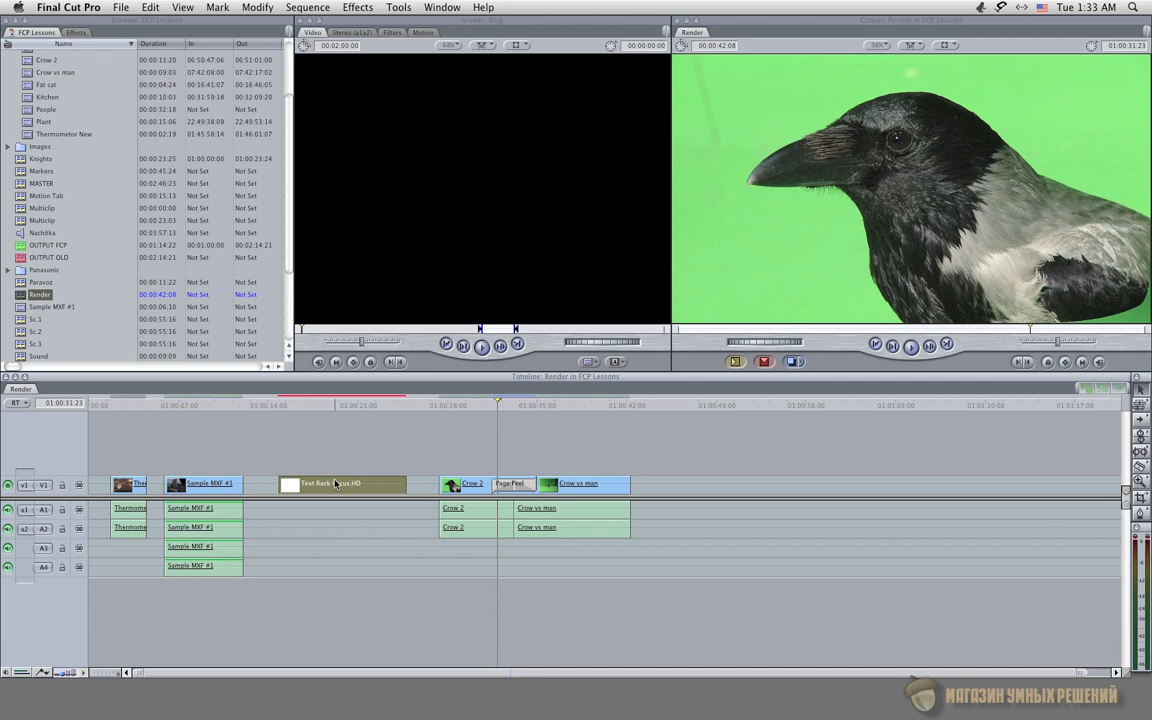 Final Cut Pro File Edit View Mark Modify Sequence Effects Tools Window Help Tue 1:33 AM
Browser: FCP Lessons
Viewer: Slug
Canvas: Render in FCP Lessons
FCP Lessons Effects
Video Stereo (a1a2) Filters Motion
Render
Name Duration In Out
00:02:00:00 68% 00:00:00:00
00:00:42:08 36% 01:00:31:23
Crow 2 00:00:13:20 06:50:47:06 06:51:01:00
Crow vs man 00:00:09:03 07:42:08:00 07:42:17:02
Fat cat 00:00:04:24 00:16:41:07 00:16:46:05
Kitchen 00:00:10:03 00:31:59:18 00:32:09:20
People 00:00:32:18 Not Set Not Set
Plant 00:00:15:06 22:49:38:09 22:49:53:14
Thermometor New 00:00:02:19 01:45:58:14 01:46:01:07
Images
Knights 00:00:23:25 01:00:00:00 01:00:23:24
Markers 00:00:45:24 Not Set Not Set
MASTER 00:02:46:23 Not Set Not Set
Motion Tab 00:00:15:13 Not Set Not Set
Multiclip 00:00:00:00 Not Set Not Set
Multiclip 00:00:23:03 Not Set Not Set
Nachitka 00:03:57:13 Not Set Not Set
OUTPUT FCP 00:01:14:22 00:01:00:00 00:02:14:21
OUTPUT OLD 00:02:14:21 Not Set Not Set
Panasonic
Paravoz 00:00:11:22 Not Set Not Set
Render 00:00:42:08 Not Set Not Set
Sample MXF #1 00:00:06:10 Not Set Not Set
Sc.1 00:00:55:16 Not Set Not Set
Sc.2 00:00:55:16 Not Set Not Set
Sc.3 00:00:55:16 Not Set Not Set
Sound 00:00:09:09 Not Set Not Set
Timeline: Render in FCP Lessons
Render
RT 01:00:31:23 00:00 01:00:07:00 01:00:14:00 01:00:21:00 01:00:28:00 01:00:35:00 01:00:42:00 01:00:49:00 01:00:56:00 01:01:03:00 01:01:10:00 01:01:17:00
v1 V1 Ther Sample MXF #1 Crow 2 Page Peel Crow vs man
a1 A1 Thermome Sample MXF #1 Crow 2 Crow vs man
a2 A2 Thermome Sample MXF #1 Crow 2 Crow vs man
A3 Sample MXF #1
A4 Sample MXF #1
МАГАЗИН УМНЫХ РЕШЕНИЙ